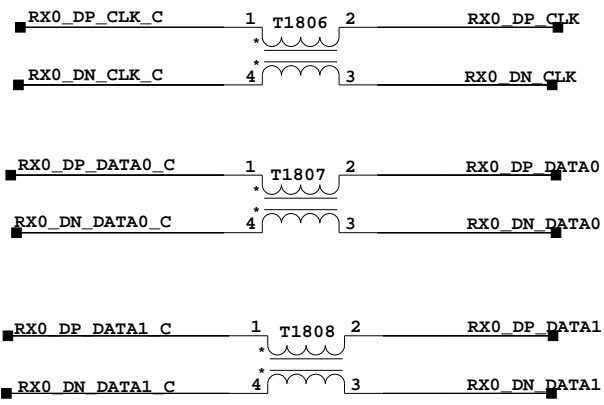 RX0_DP_CLK_C 1 T1806 2 RX0_DP_CLK
*
*
RX0_DN_CLK_C 4 3 RX0_DN_CLK
RX0_DP_DATA0_C 1 T1807 2 RX0_DP_DATA0
*
*
RX0_DN_DATA0_C 4 3 RX0_DN_DATA0
RX0_DP_DATA1_C 1 T1808 2 RX0_DP_DATA1
*
*
RX0_DN_DATA1_C 4 3 RX0_DN_DATA1